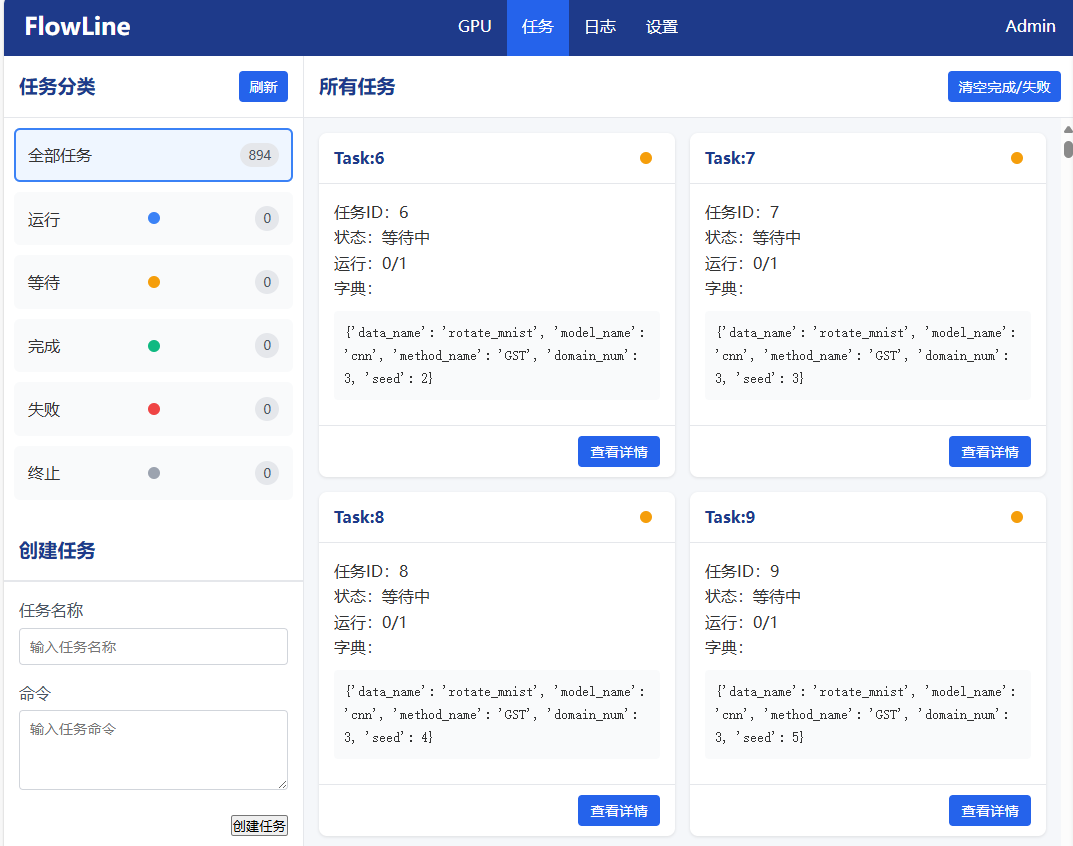 FlowLine
GPU
任务
日志
设置
Admin
任务分类
刷新
全部任务
894
运行
0
等待
0
完成
0
失败
0
终止
0
创建任务
任务名称
输入任务名称
命令
输入任务命令
创建任务
所有任务
清空完成/失败
Task:6
任务ID: 6
状态: 等待中
运行: 0/1
字典:
{'data_name': 'rotate_mnist', 'model_name':
'cnn', 'method_name': 'GST', 'domain_num':
3, 'seed': 2}
查看详情
Task:7
任务ID: 7
状态: 等待中
运行: 0/1
字典:
{'data_name': 'rotate_mnist', 'model_name':
'cnn', 'method_name': 'GST', 'domain_num':
3, 'seed': 3}
查看详情
Task:8
任务ID: 8
状态: 等待中
运行: 0/1
字典:
{'data_name': 'rotate_mnist', 'model_name':
'cnn', 'method_name': 'GST', 'domain_num':
3, 'seed': 4}
查看详情
Task:9
任务ID: 9
状态: 等待中
运行: 0/1
字典:
{'data_name': 'rotate_mnist', 'model_name':
'cnn', 'method_name': 'GST', 'domain_num':
3, 'seed': 5}
查看详情